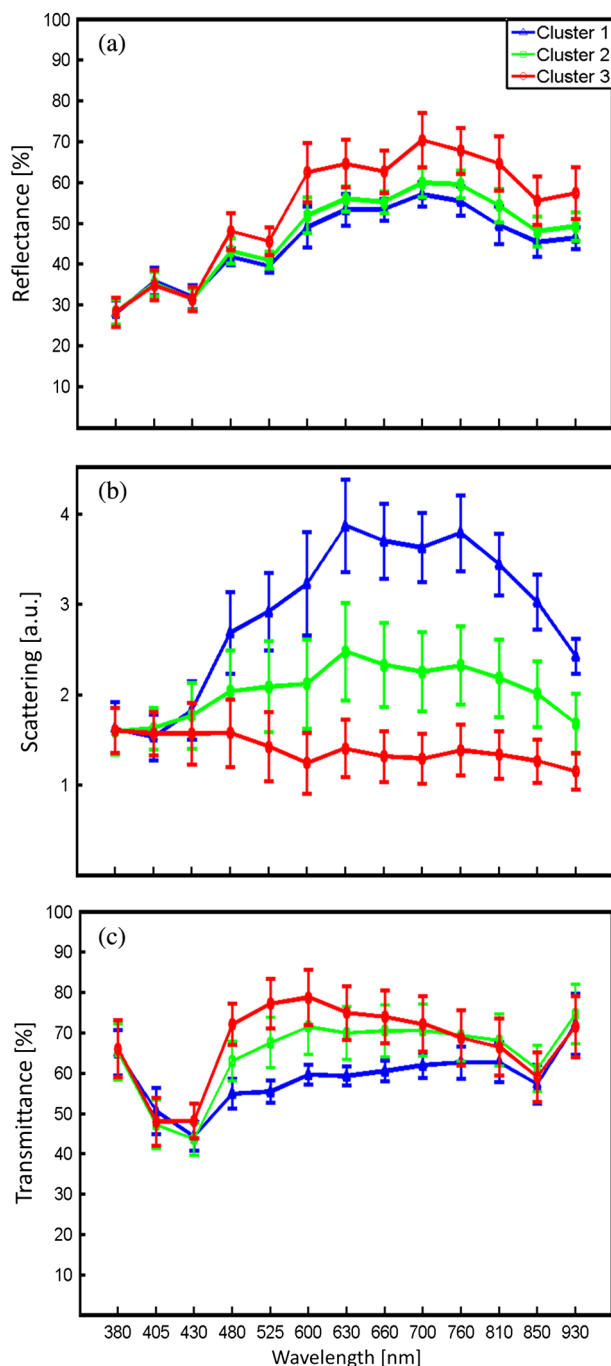 (a)
Cluster 1
Cluster 2
Cluster 3
Reflectance [%]
100
90
80
70
60
50
40
30
20
10
(b)
Scattering [a.u.]
4
3
2
1
(c)
Transmittance [%]
100
90
80
70
60
50
40
30
20
10
380 405 430 480 525 600 630 660 700 760 810 850 930
Wavelength [nm]